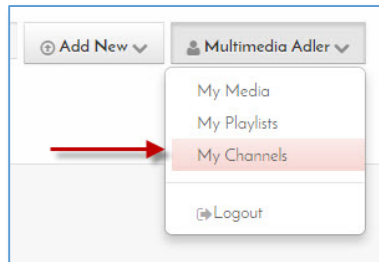 Add New
Multimedia Adler
My Media
My Playlists
My Channels
Logout